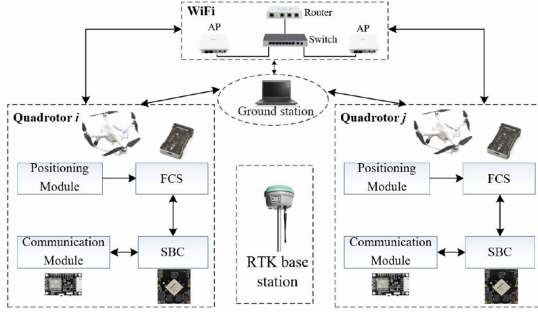 WiFi
Router
AP
AP
Switch
Ground station
Quadrotor i
Positioning
Module
FCS
Communication
Module
SBC
RTK base
station
Quadrotor j
Positioning
Module
FCS
Communication
Module
SBC